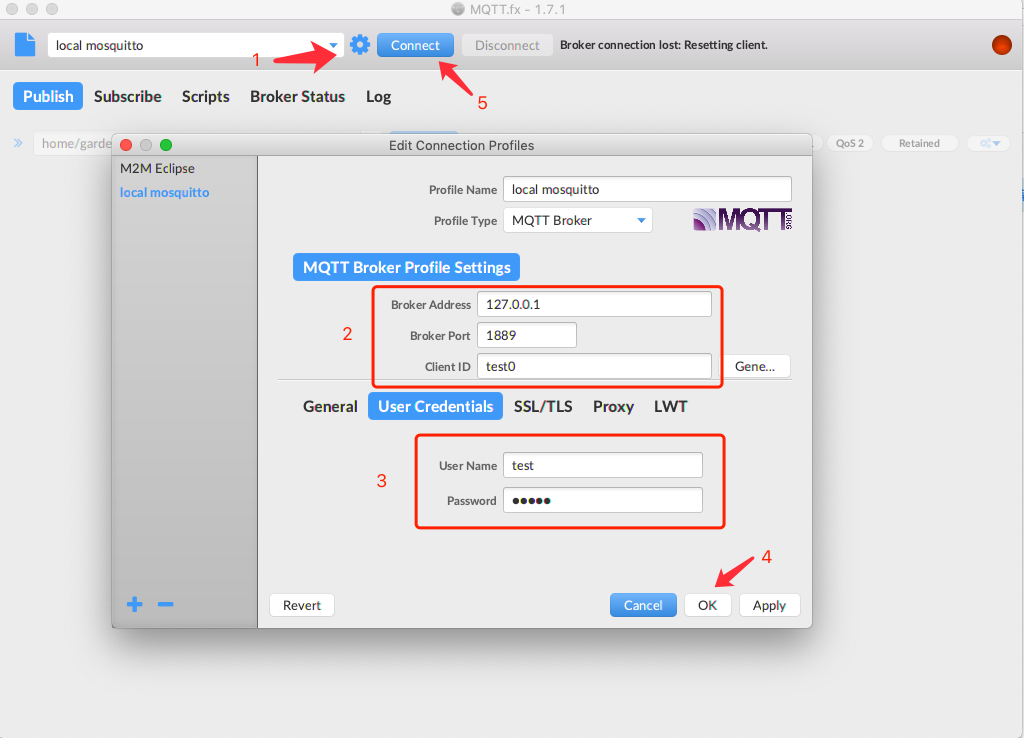 MQTT.fx - 1.7.1
local mosquitto
1
Connect
Disconnect
Broker connection lost: Resetting client.
5
Publish
Subscribe
Scripts
Broker Status
Log
home/garde
QoS 2
Retained
Edit Connection Profiles
M2M Eclipse
local mosquitto
Profile Name
local mosquitto
Profile Type
MQTT Broker
MQTT.ORG
MQTT Broker Profile Settings
2
Broker Address
127.0.0.1
Broker Port
1889
Client ID
test0
Gene...
General
User Credentials
SSL/TLS
Proxy
LWT
3
User Name
test
Password
●●●●●
4
Revert
Cancel
OK
Apply